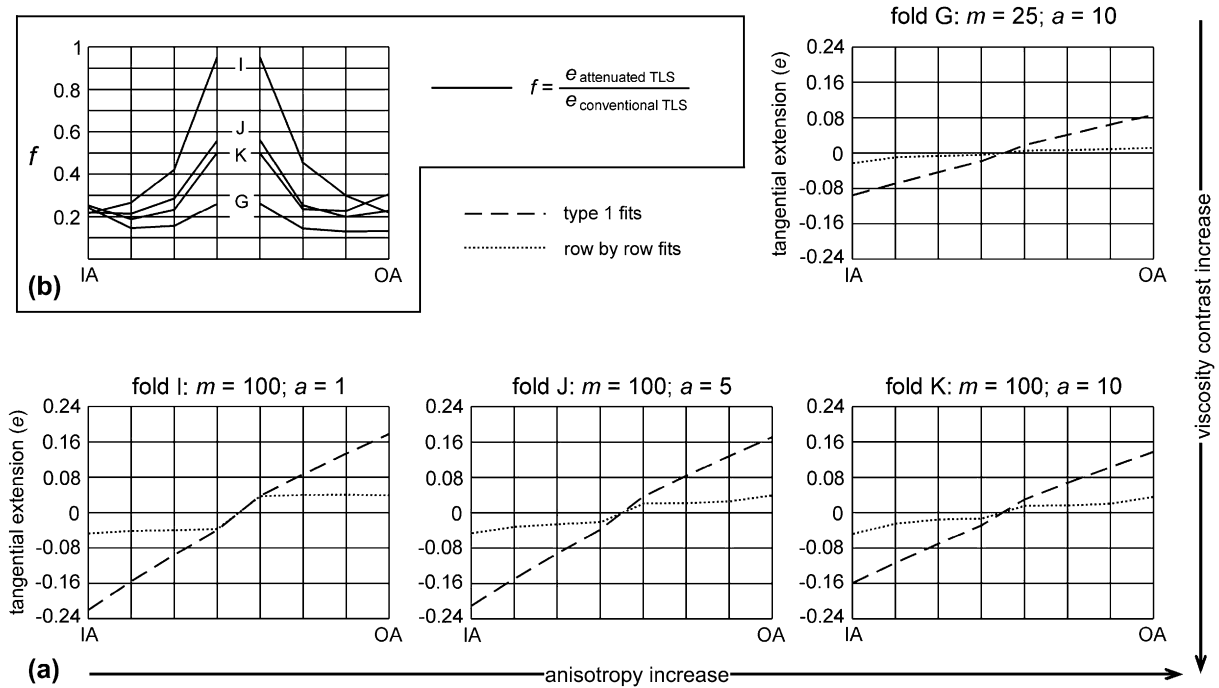 fold G: m = 25; a = 10
1
0.8
0.6
0.4
0.2
f
I
J
K
G
IA
OA
(b)
f = e attenuated TLS / e conventional TLS
type 1 fits
row by row fits
tangential extension (e)
0.24
0.16
0.08
0
-0.08
-0.16
-0.24
IA
OA
viscosity contrast increase
fold I: m = 100; a = 1
tangential extension (e)
0.24
0.16
0.08
0
-0.08
-0.16
-0.24
IA
OA
fold J: m = 100; a = 5
0.24
0.16
0.08
0
-0.08
-0.16
-0.24
IA
OA
fold K: m = 100; a = 10
0.24
0.16
0.08
0
-0.08
-0.16
-0.24
IA
OA
(a)
anisotropy increase